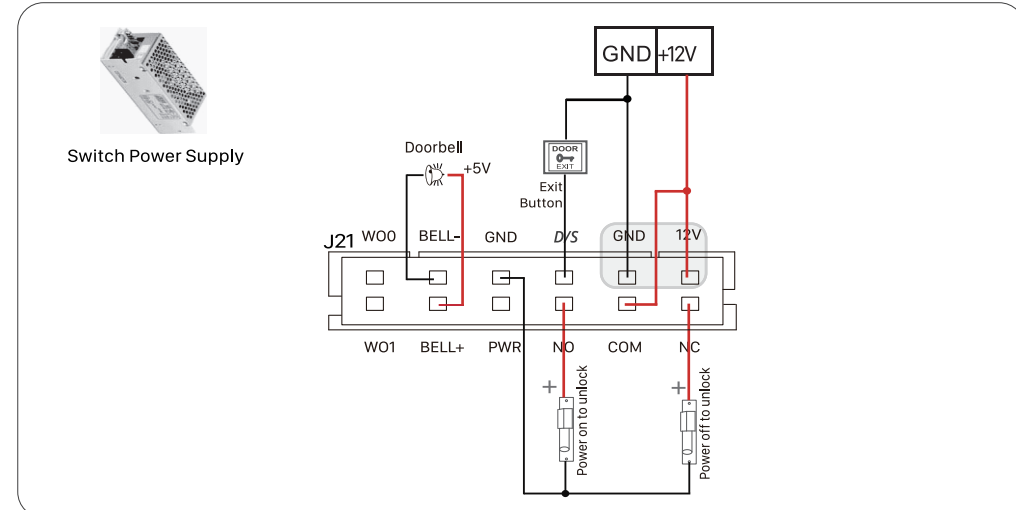 GND +12V
Switch Power Supply
Doorbell
+5V
DOOR
EXIT
Exit
Button
J21 WO0 BELL- GND D/S GND 12V
WO1 BELL+ PWR NO COM NC
+ Power on to unlock
+ Power off to unlock